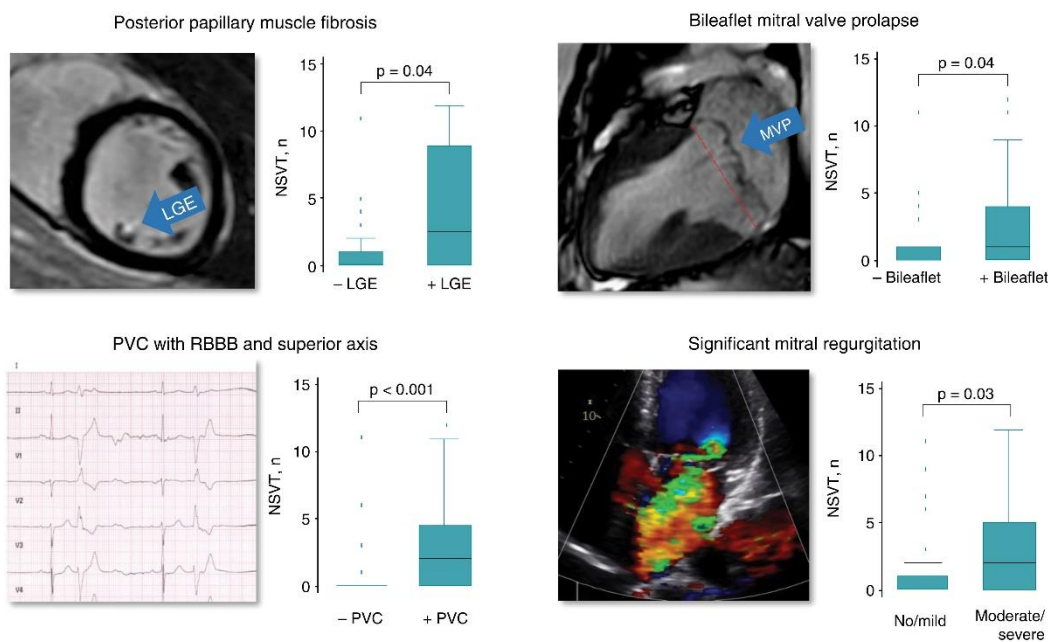 Posterior papillary muscle fibrosis
LGE
p = 0.04
NSVT, n
15
10
5
0
– LGE
+ LGE
Bileaflet mitral valve prolapse
MVP
p = 0.04
NSVT, n
15
10
5
0
– Bileaflet
+ Bileaflet
PVC with RBBB and superior axis
I
II
V1
V2
V3
V4
p < 0.001
NSVT, n
15
10
5
0
– PVC
+ PVC
Significant mitral regurgitation
10
p = 0.03
NSVT, n
15
10
5
0
No/mild
Moderate/
severe